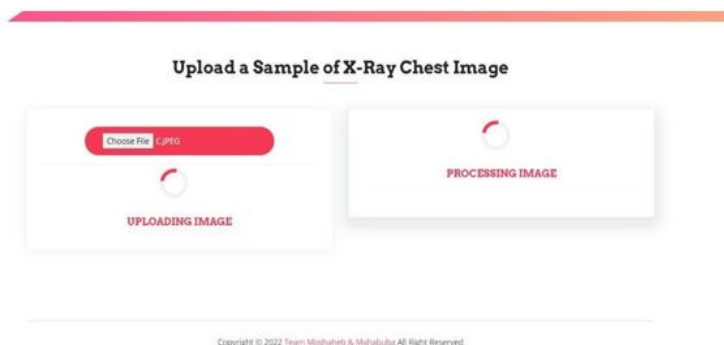 Upload a Sample of X-Ray Chest Image
Choose File C.JPEG
UPLOADING IMAGE
PROCESSING IMAGE
Copyright © 2022 Team Moshaheb & Mahabuba All Right Reserved